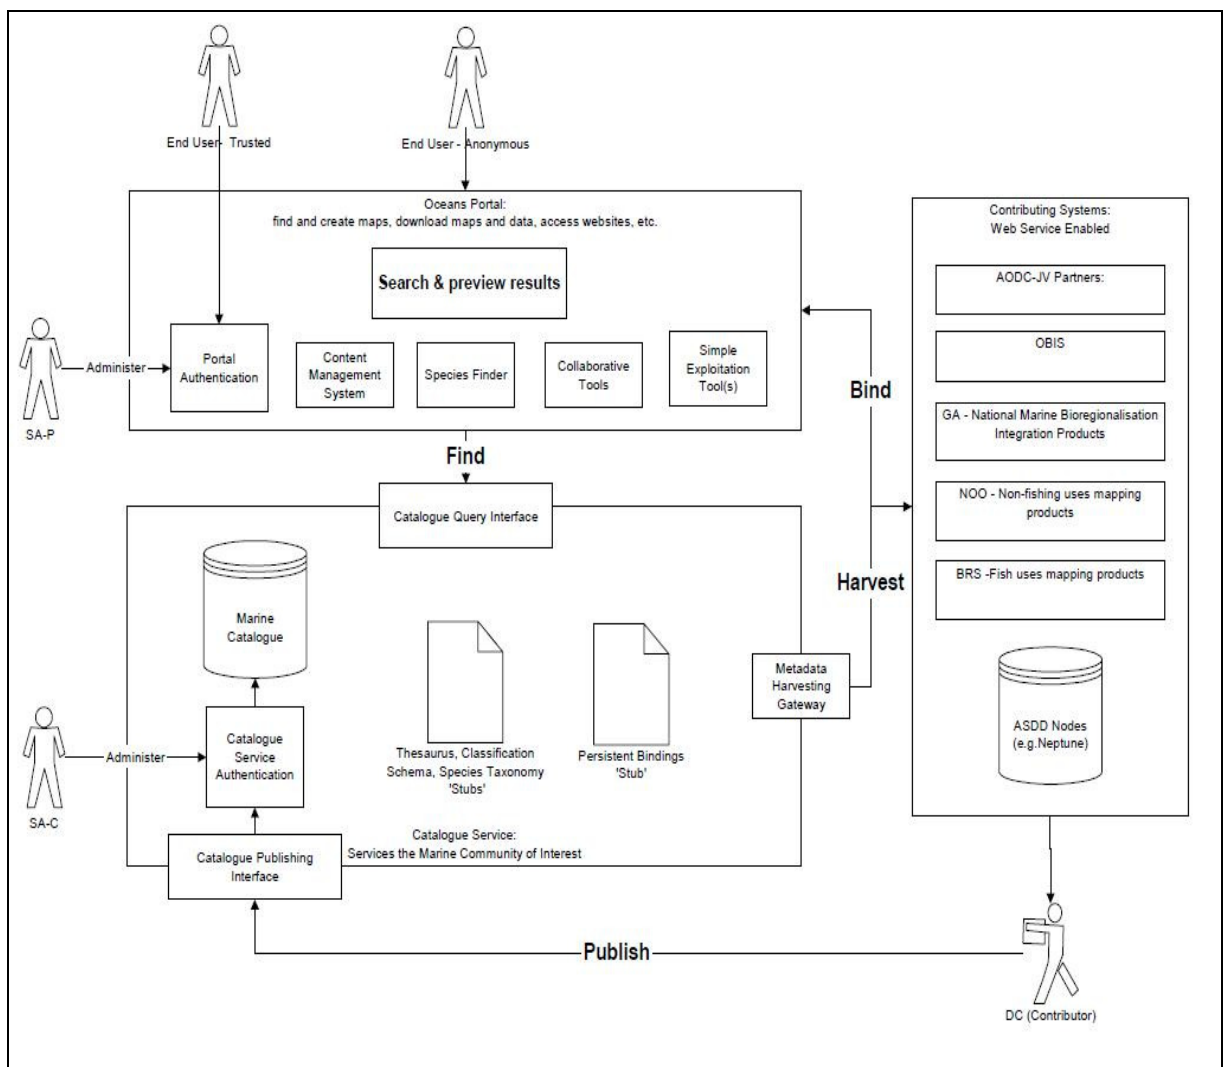 End User- Trusted
End User - Anonymous
Oceans Portal:
find and create maps, download maps and data, access websites, etc.
Search & preview results
Portal
Authentication
Content
Management
System
Species Finder
Collaborative
Tools
Simple
Exploitation
Tool(s)
Administer
SA-P
Find
Bind
Harvest
Contributing Systems:
Web Service Enabled
AODC-JV Partners:
OBIS
GA - National Marine Bioregionalisation
Integration Products
NOO - Non-fishing uses mapping
products
BRS -Fish uses mapping products
ASDD Nodes
(e.g.Neptune)
Catalogue Query Interface
Marine
Catalogue
Catalogue
Service
Authentication
Thesaurus, Classification
Schema, Species Taxonomy
'Stubs'
Persistent Bindings
'Stub'
Metadata
Harvesting
Gateway
Administer
SA-C
Catalogue Service:
Services the Marine Community of Interest
Catalogue Publishing
Interface
Publish
DC (Contributor)